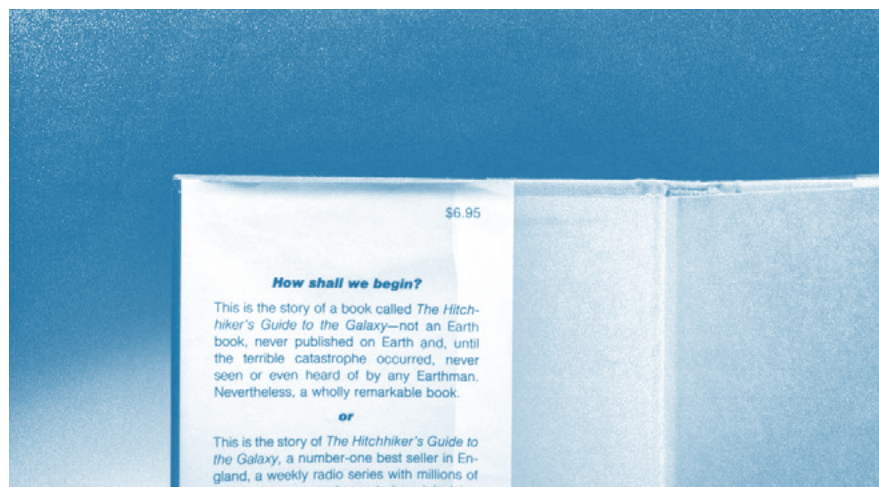 $6.95
How shall we begin?
This is the story of a book called The Hitch-
hiker's Guide to the Galaxy—not an Earth
book, never published on Earth and, until
the terrible catastrophe occurred, never
seen or even heard of by any Earthman.
Nevertheless, a wholly remarkable book.
or
This is the story of The Hitchhiker's Guide to
the Galaxy, a number-one best seller in En-
gland, a weekly radio series with millions of